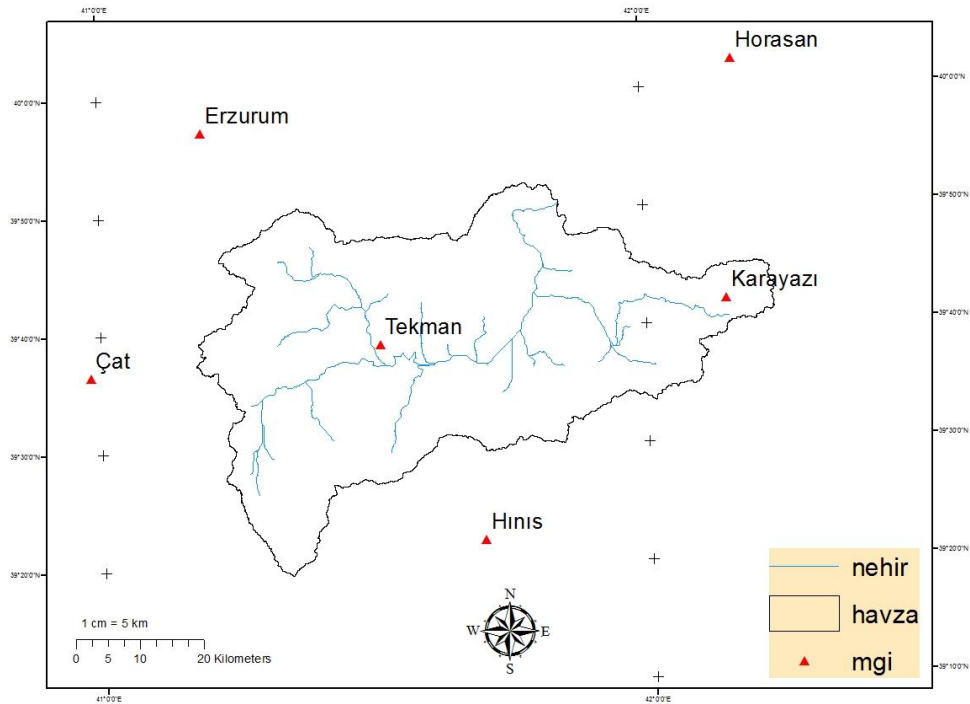 41°0'0"E
42°0'0"E
Horasan
40°0'0"N
40°0'0"N
Erzurum
39°50'0"N
39°50'0"N
Karayazı
39°40'0"N
39°40'0"N
Tekman
Çat
39°30'0"N
39°30'0"N
Hınıs
39°20'0"N
39°20'0"N
nehir
havza
mgi
N
W
E
S
1 cm = 5 km
0 5 10 20 Kilometers
39°10'0"N
41°0'0"E
42°0'0"E